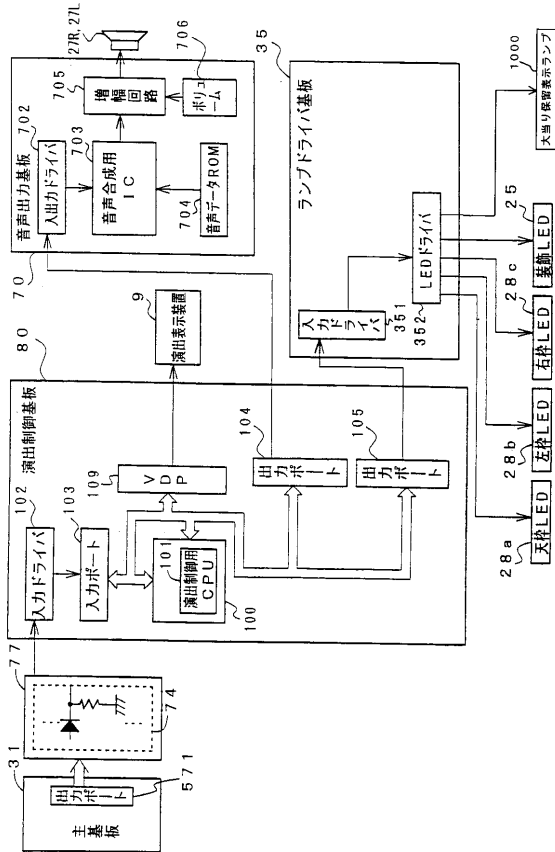 31
主基板
出力ポート
571
77
74
80
演出制御基板
102
入力ドライバ
103
入力ポート
109
VDP
101
演出制御用
CPU
100
104
出力ポート
105
出力ポート
9
演出表示装置
70
音声出力基板
702
入出力ドライバ
703
音声合成用
IC
704
音声データROM
705
増幅
回路
706
ボリュ
ーム
27R, 27L
35
ランプドライバ基板
入力
ドライバ
351
LEDドライバ
352
28a
天枠LED
28b
左枠LED
28c
右枠LED
25
装飾LED
1000
大当り保留表示ランプ